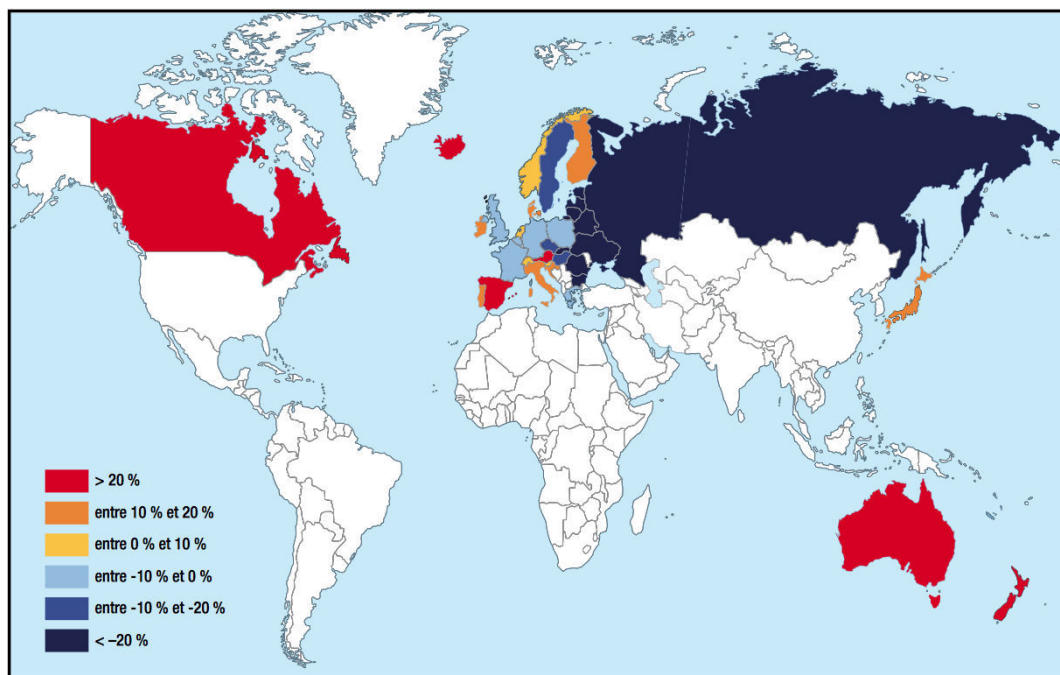 > 20 %
entre 10 % et 20 %
entre 0 % et 10 %
entre -10 % et 0 %
entre -10 % et -20 %
< –20 %